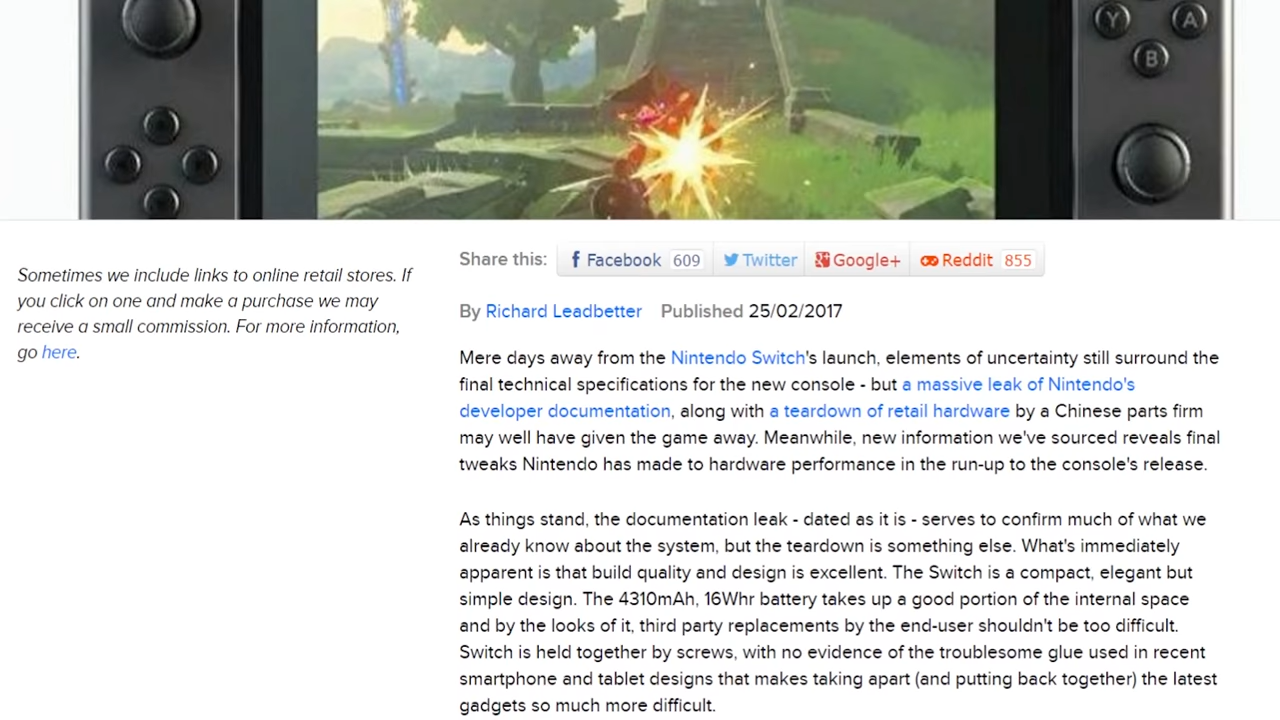 Y
A
B
Share this:
Facebook 609
Twitter
Google+
Reddit 855
Sometimes we include links to online retail stores. If
you click on one and make a purchase we may
receive a small commission. For more information,
go here.
By Richard Leadbetter Published 25/02/2017
Mere days away from the Nintendo Switch's launch, elements of uncertainty still surround the
final technical specifications for the new console - but a massive leak of Nintendo's
developer documentation, along with a teardown of retail hardware by a Chinese parts firm
may well have given the game away. Meanwhile, new information we've sourced reveals final
tweaks Nintendo has made to hardware performance in the run-up to the console's release.
As things stand, the documentation leak - dated as it is - serves to confirm much of what we
already know about the system, but the teardown is something else. What's immediately
apparent is that build quality and design is excellent. The Switch is a compact, elegant but
simple design. The 4310mAh, 16Whr battery takes up a good portion of the internal space
and by the looks of it, third party replacements by the end-user shouldn't be too difficult.
Switch is held together by screws, with no evidence of the troublesome glue used in recent
smartphone and tablet designs that makes taking apart (and putting back together) the latest
gadgets so much more difficult.